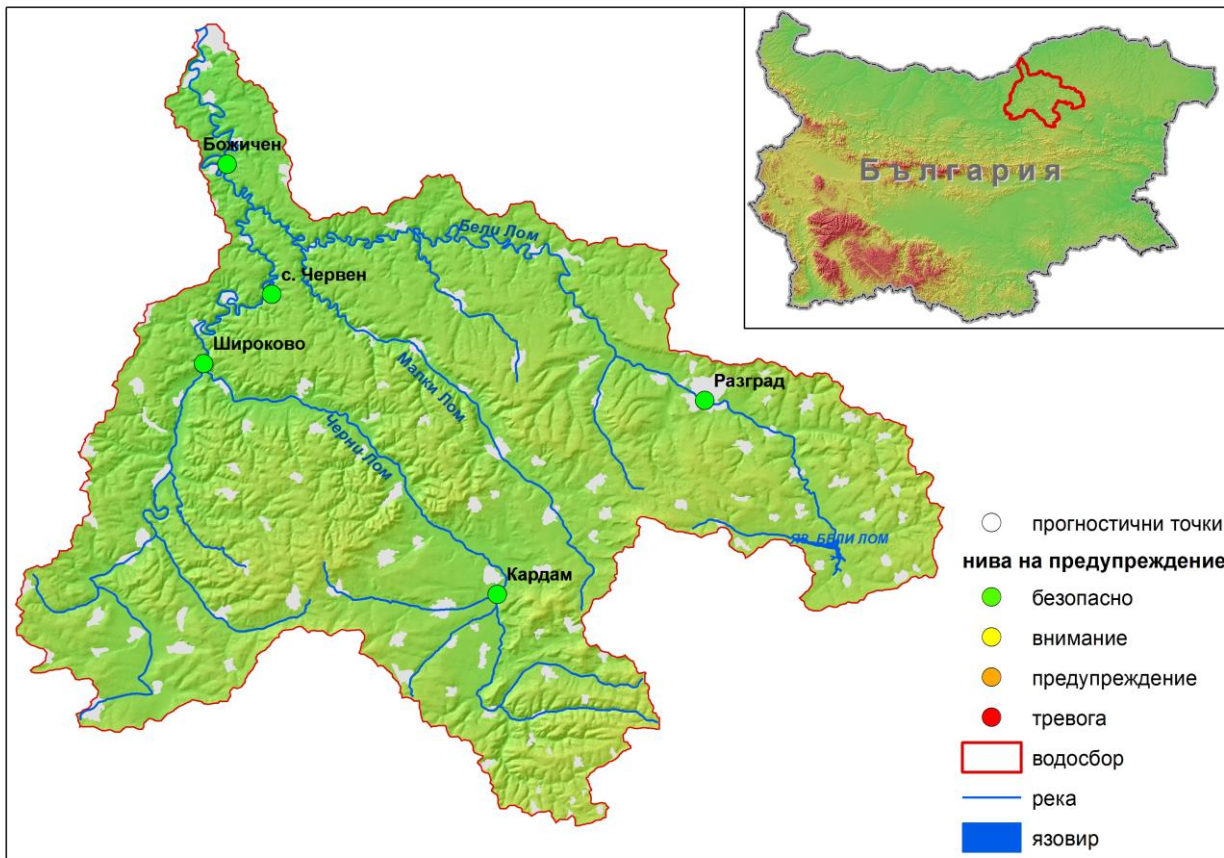 Божичен
Бели Лом
с. Червен
Широково
Малки Лом
Разград
Черни Лом
яз. БЕЛИ ЛОМ
Кардам
България
прогностични точки
нива на предупреждение
безопасно
внимание
предупреждение
тревога
водосбор
река
язовир